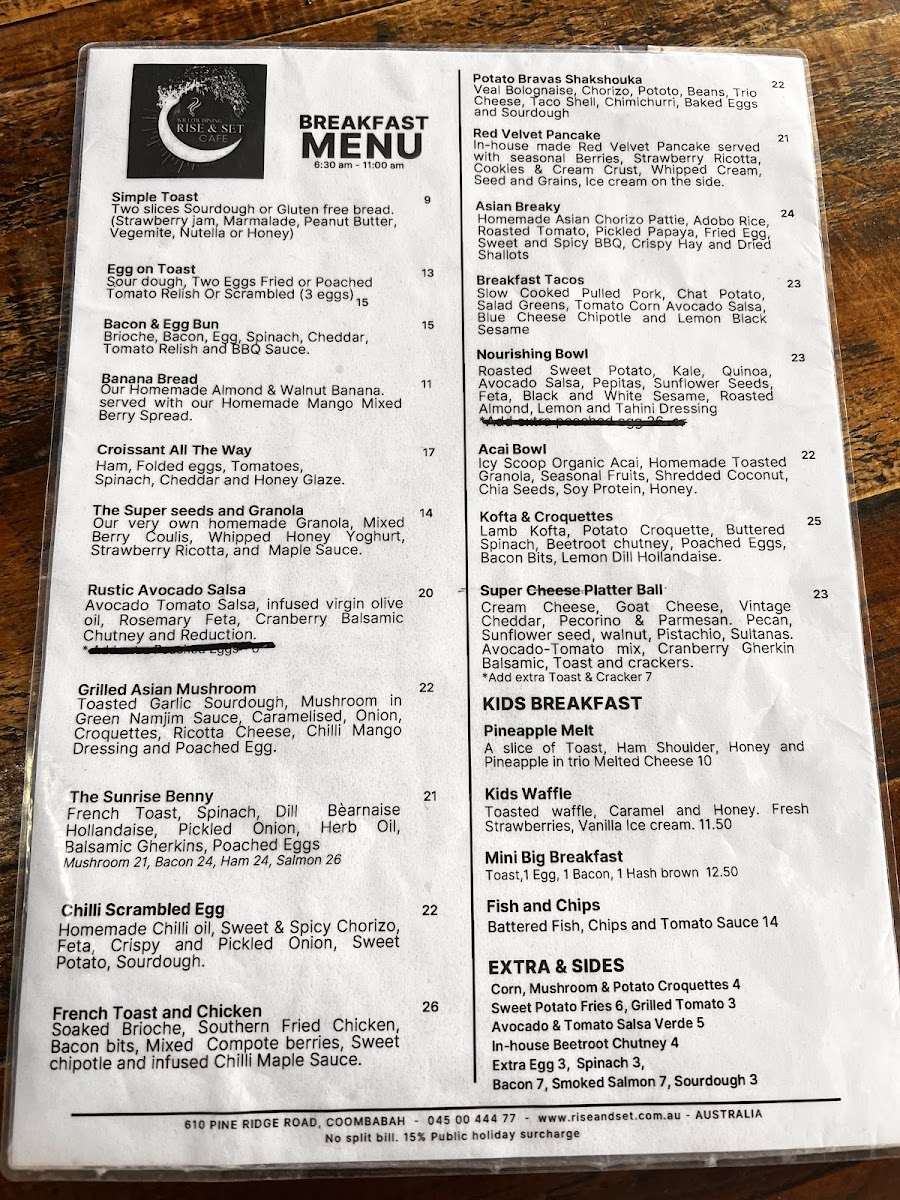 WILLOW DINING
RISE & SET
CAFE
BREAKFAST
MENU
6:30 am - 11:00 am
Simple Toast 9
Two slices Sourdough or Gluten free bread.
(Strawberry jam, Marmalade, Peanut Butter,
Vegemite, Nutella or Honey)
Egg on Toast 13
Sour dough, Two Eggs Fried or Poached
Tomato Relish Or Scrambled (3 eggs) 15
Bacon & Egg Bun 15
Brioche, Bacon, Egg, Spinach, Cheddar,
Tomato Relish and BBQ Sauce.
Banana Bread 11
Our Homemade Almond & Walnut Banana.
served with our Homemade Mango Mixed
Berry Spread.
Croissant All The Way 17
Ham, Folded eggs, Tomatoes,
Spinach, Cheddar and Honey Glaze.
The Super seeds and Granola 14
Our very own homemade Granola, Mixed
Berry Coulis, Whipped Honey Yoghurt,
Strawberry Ricotta, and Maple Sauce.
Rustic Avocado Salsa 20
Avocado Tomato Salsa, infused virgin olive
oil, Rosemary Feta, Cranberry Balsamic
Chutney and Reduction.
Grilled Asian Mushroom 22
Toasted Garlic Sourdough, Mushroom in
Green Namjim Sauce, Caramelised, Onion,
Croquettes, Ricotta Cheese, Chilli Mango
Dressing and Poached Egg.
The Sunrise Benny 21
French Toast, Spinach, Dill Bèarnaise
Hollandaise, Pickled Onion, Herb Oil,
Balsamic Gherkins, Poached Eggs
Mushroom 21, Bacon 24, Ham 24, Salmon 26
Chilli Scrambled Egg 22
Homemade Chilli oil, Sweet & Spicy Chorizo,
Feta, Crispy and Pickled Onion, Sweet
Potato, Sourdough.
French Toast and Chicken 26
Soaked Brioche, Southern Fried Chicken,
Bacon bits, Mixed Compote berries, Sweet
chipotle and infused Chilli Maple Sauce.
Potato Bravas Shakshouka 22
Veal Bolognaise, Chorizo, Pototo, Beans, Trio
Cheese, Taco Shell, Chimichurri, Baked Eggs
and Sourdough
Red Velvet Pancake 21
In-house made Red Velvet Pancake served
with seasonal Berries, Strawberry Ricotta,
Cookies & Cream Crust, Whipped Cream,
Seed and Grains, Ice cream on the side.
Asian Breaky 24
Homemade Asian Chorizo Pattie, Adobo Rice,
Roasted Tomato, Pickled Papaya, Fried Egg,
Sweet and Spicy BBQ, Crispy Hay and Dried
Shallots
Breakfast Tacos 23
Slow Cooked Pulled Pork, Chat Potato,
Salad Greens, Tomato Corn Avocado Salsa,
Blue Cheese Chipotle and Lemon Black
Sesame
Nourishing Bowl 23
Roasted Sweet Potato, Kale, Quinoa,
Avocado Salsa, Pepitas, Sunflower Seeds,
Feta, Black and White Sesame, Roasted
Almond, Lemon and Tahini Dressing
Acai Bowl 22
Icy Scoop Organic Acai, Homemade Toasted
Granola, Seasonal Fruits, Shredded Coconut,
Chia Seeds, Soy Protein, Honey.
Kofta & Croquettes 25
Lamb Kofta, Potato Croquette, Buttered
Spinach, Beetroot chutney, Poached Eggs,
Bacon Bits, Lemon Dill Hollandaise.
Super Cheese Platter Ball 23
Cream Cheese, Goat Cheese, Vintage
Cheddar, Pecorino & Parmesan. Pecan,
Sunflower seed, walnut, Pistachio, Sultanas.
Avocado-Tomato mix, Cranberry Gherkin
Balsamic, Toast and crackers.
*Add extra Toast & Cracker 7
KIDS BREAKFAST
Pineapple Melt
A slice of Toast, Ham Shoulder, Honey and
Pineapple in trio Melted Cheese 10
Kids Waffle
Toasted waffle, Caramel and Honey. Fresh
Strawberries, Vanilla Ice cream. 11.50
Mini Big Breakfast
Toast,1 Egg, 1 Bacon, 1 Hash brown 12.50
Fish and Chips
Battered Fish, Chips and Tomato Sauce 14
EXTRA & SIDES
Corn, Mushroom & Potato Croquettes 4
Sweet Potato Fries 6, Grilled Tomato 3
Avocado & Tomato Salsa Verde 5
In-house Beetroot Chutney 4
Extra Egg 3, Spinach 3,
Bacon 7, Smoked Salmon 7, Sourdough 3
610 PINE RIDGE ROAD, COOMBABAH - 045 00 444 77 - www.riseandset.com.au - AUSTRALIA
No split bill. 15% Public holiday surcharge